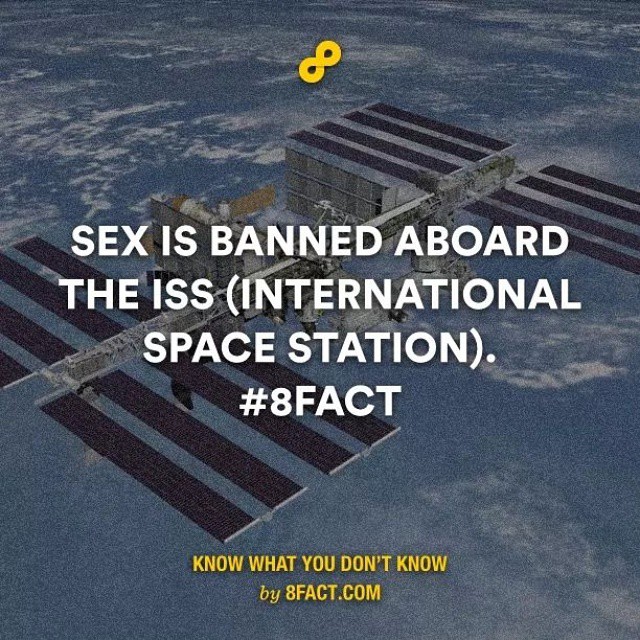 SEX IS BANNED ABOARD
THE ISS (INTERNATIONAL
SPACE STATION).
#8FACT
KNOW WHAT YOU DON'T KNOW
by 8FACT.COM